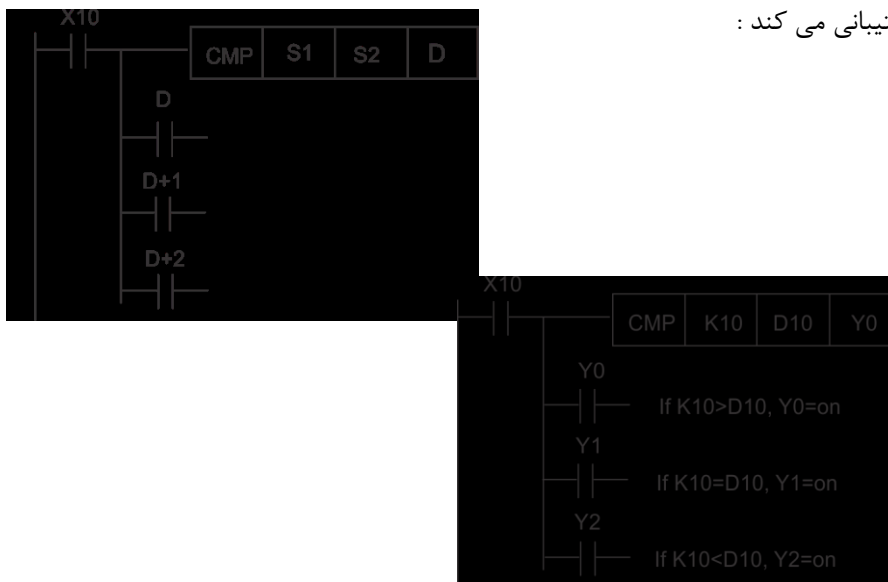 تیبانی می کند :
X10
CMP S1 S2 D
D
D+1
D+2
X10
CMP K10 D10 Y0
Y0
If K10>D10, Y0=on
Y1
If K10=D10, Y1=on
Y2
If K10<D10, Y2=on